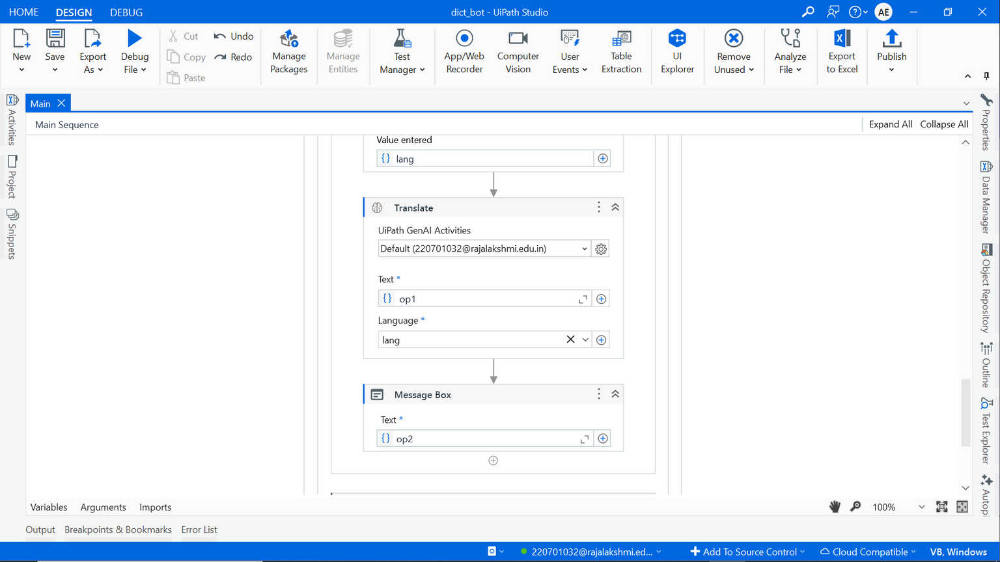 HOME DESIGN DEBUG dict_bot - UiPath Studio AE
New Save Export As Debug File Cut Copy Paste Undo Redo Manage Packages Manage Entities Test Manager App/Web Recorder Computer Vision User Events Table Extraction UI Explorer Remove Unused Analyze File Export to Excel Publish
Main
Main Sequence Expand All Collapse All
Activities
Project
Snippets
Value entered
{} lang
Translate
UiPath GenAI Activities
Default (220701032@rajalakshmi.edu.in)
Text *
{} op1
Language *
lang
Message Box
Text *
{} op2
Properties
Data Manager
Object Repository
Outline
Test Explorer
Autopi
Variables Arguments Imports 100%
Output Breakpoints & Bookmarks Error List
220701032@rajalakshmi.ed... Add To Source Control Cloud Compatible VB, Windows